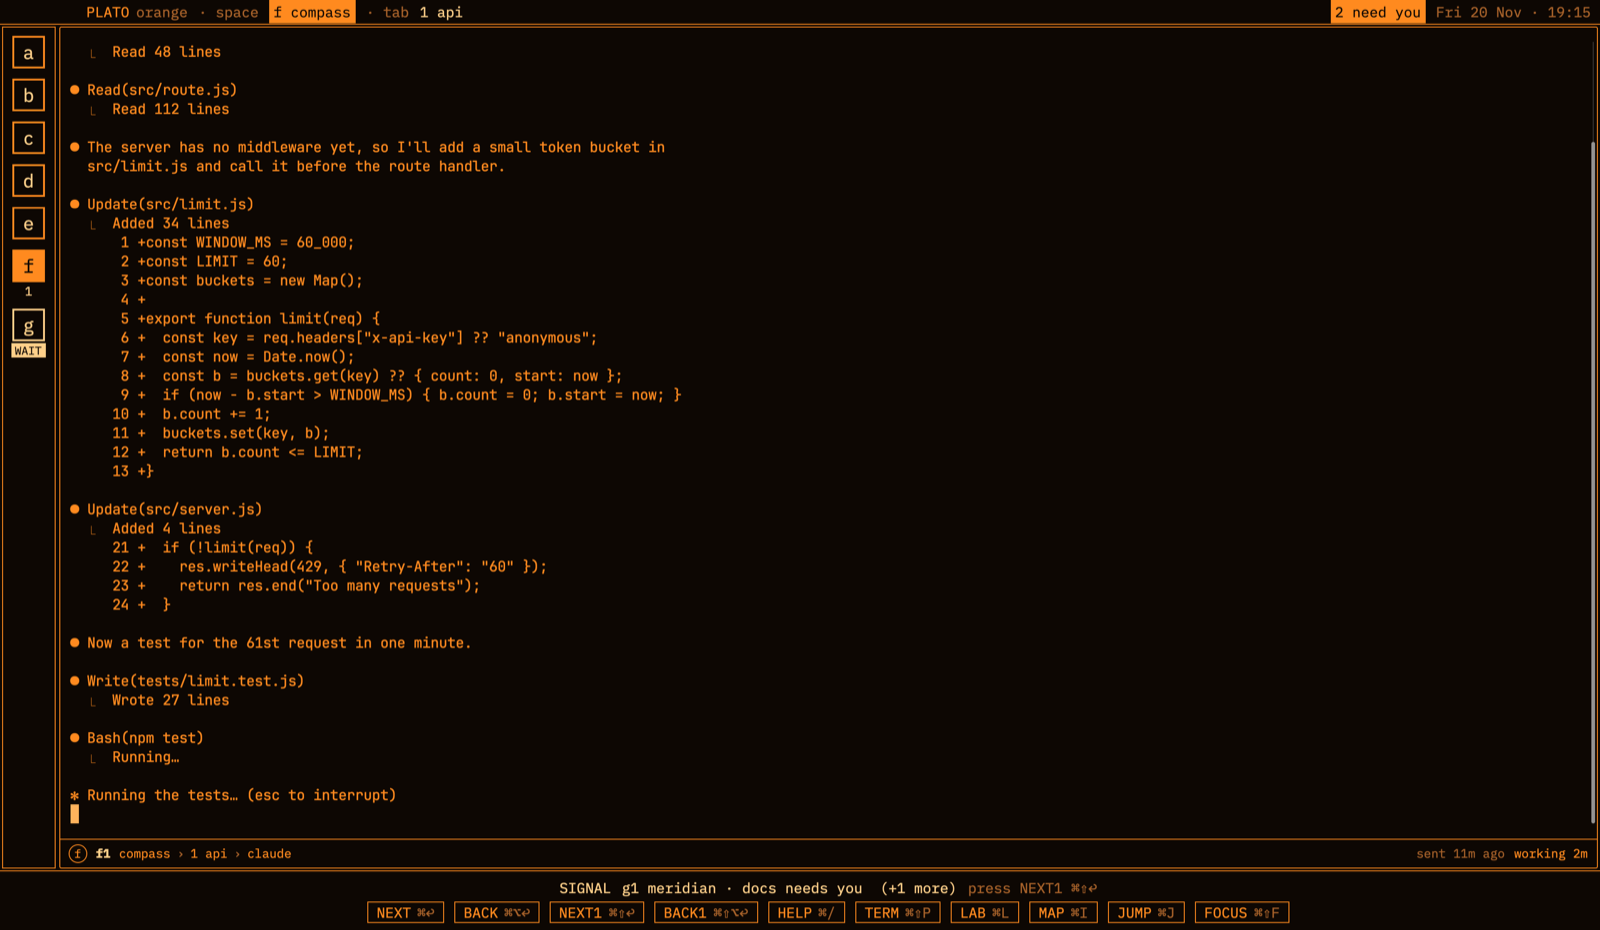 PLATO orange · space f compass · tab 1 api
2 need you Fri 20 Nov · 19:15
a
b
c
d
e
f
1
g
WAIT
└ Read 48 lines
● Read(src/route.js)
└ Read 112 lines
● The server has no middleware yet, so I'll add a small token bucket in
src/limit.js and call it before the route handler.
● Update(src/limit.js)
└ Added 34 lines
1 +const WINDOW_MS = 60_000;
2 +const LIMIT = 60;
3 +const buckets = new Map();
4 +
5 +export function limit(req) {
6 +  const key = req.headers["x-api-key"] ?? "anonymous";
7 +  const now = Date.now();
8 +  const b = buckets.get(key) ?? { count: 0, start: now };
9 +  if (now - b.start > WINDOW_MS) { b.count = 0; b.start = now; }
10 +  b.count += 1;
11 +  buckets.set(key, b);
12 +  return b.count <= LIMIT;
13 +}
● Update(src/server.js)
└ Added 4 lines
21 +  if (!limit(req)) {
22 +    res.writeHead(429, { "Retry-After": "60" });
23 +    return res.end("Too many requests");
24 +  }
● Now a test for the 61st request in one minute.
● Write(tests/limit.test.js)
└ Wrote 27 lines
● Bash(npm test)
└ Running…
✻ Running the tests… (esc to interrupt)
f f1 compass › 1 api › claude
sent 11m ago working 2m
SIGNAL g1 meridian · docs needs you (+1 more) press NEXT1 ⌘⇧↩
NEXT ⌘↩ BACK ⌘⌥↩ NEXT1 ⌘⇧↩ BACK1 ⌘⇧⌥↩ HELP ⌘/ TERM ⌘⇧P LAB ⌘L MAP ⌘I JUMP ⌘J FOCUS ⌘⇧F